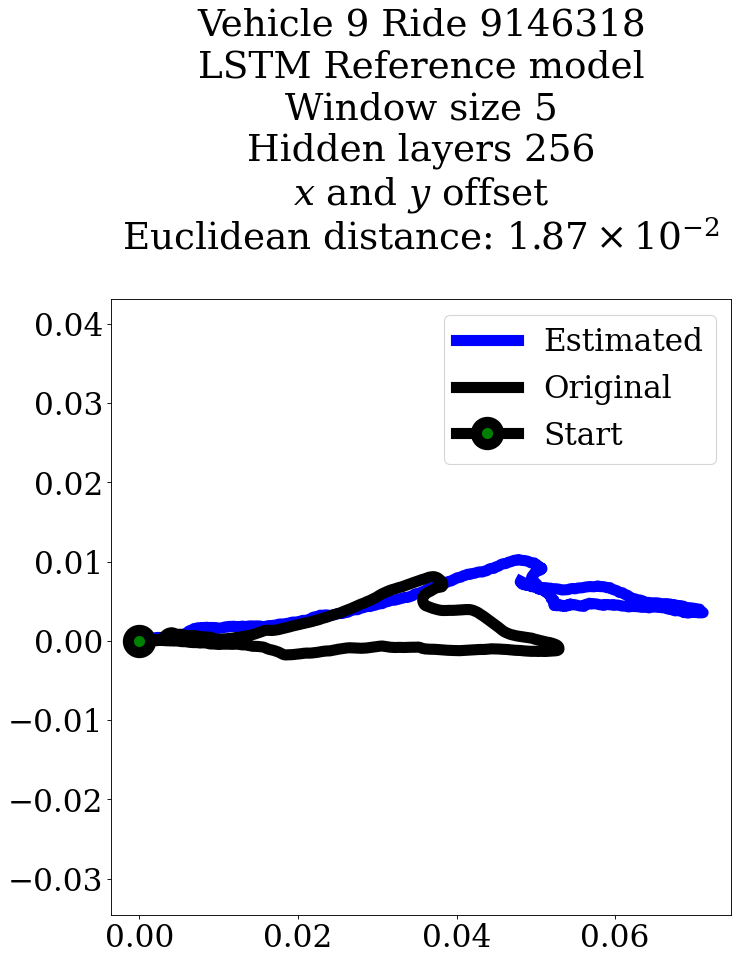 Vehicle 9 Ride 9146318
LSTM Reference model
Window size 5
Hidden layers 256
x and y offset
Euclidean distance: 1.87 × 10⁻²
Estimated
Original
Start
0.04
0.03
0.02
0.01
0.00
−0.01
−0.02
−0.03
0.00 0.02 0.04 0.06